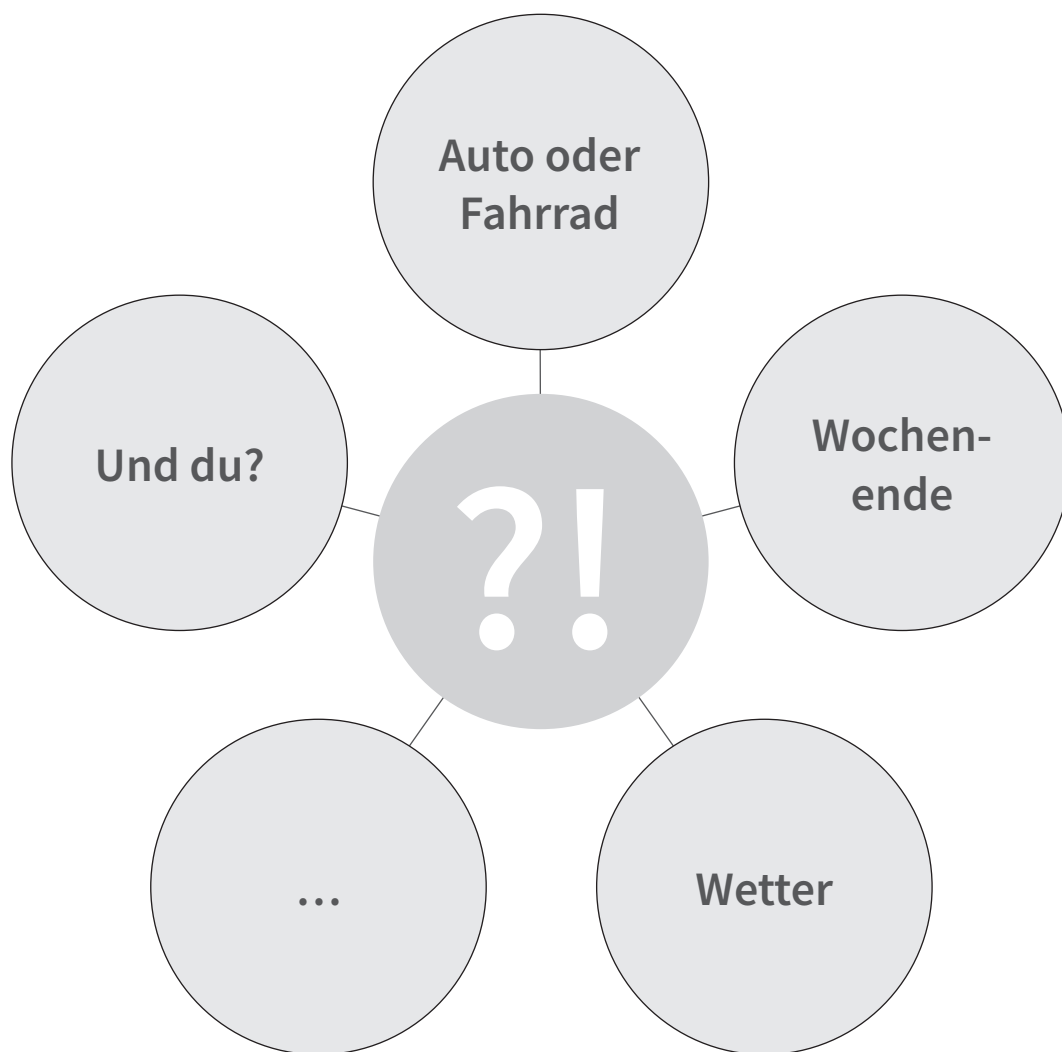 Auto oder
Fahrrad
Und du?
Wochen-
ende
?!
...
Wetter